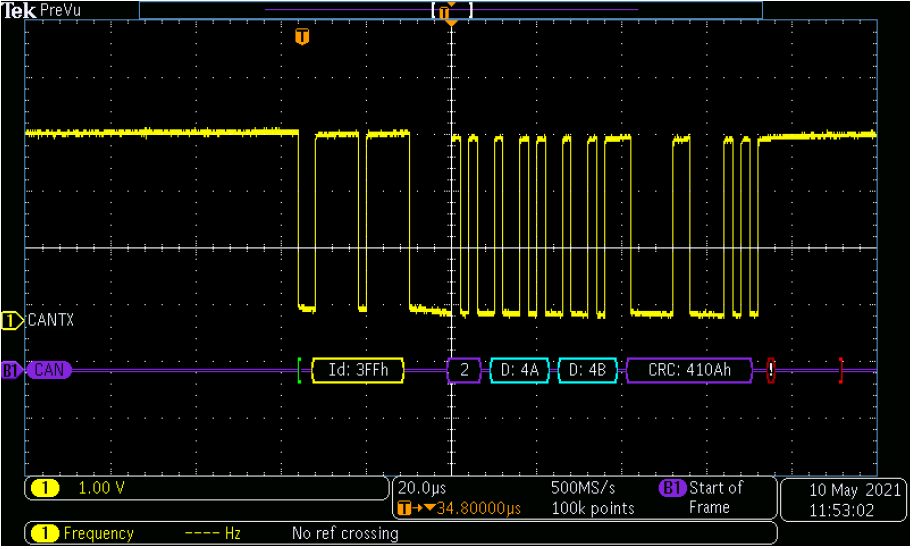 Tek PreVu
[ T ]
T
1 CANTX
B1 CAN [ Id: 3FFh 2 D: 4A D: 4B CRC: 410Ah ! ]
1 1.00 V
20.0µs 500MS/s B1 Start of
T→▼34.80000µs 100k points Frame
10 May 2021
11:53:02
1 Frequency ---- Hz No ref crossing